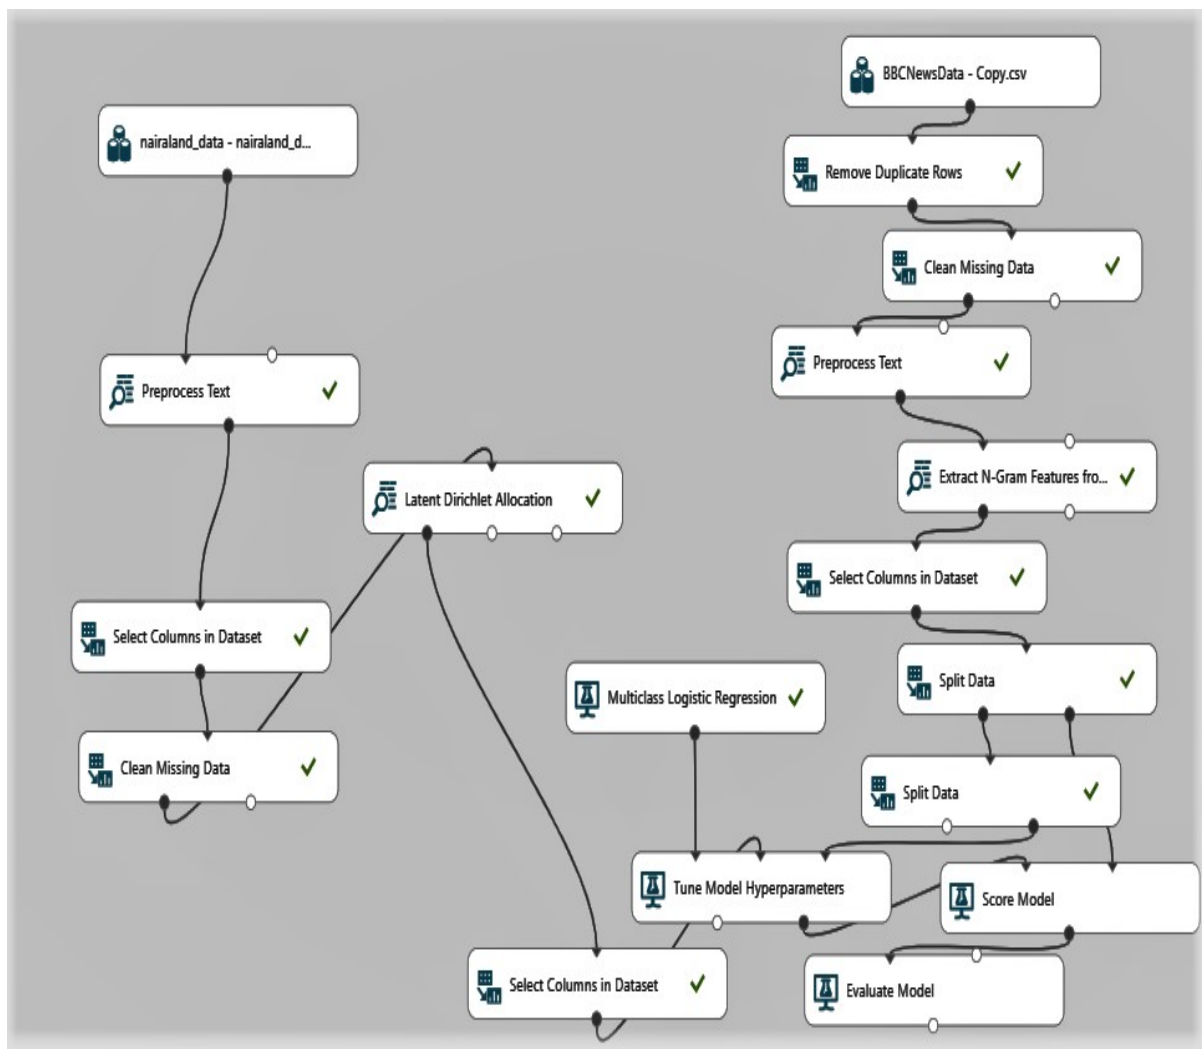 BBCNewsData - Copy.csv
nairaland_data - nairaland_d...
Remove Duplicate Rows
Clean Missing Data
Preprocess Text
Preprocess Text
Extract N-Gram Features fro...
Latent Dirichlet Allocation
Select Columns in Dataset
Select Columns in Dataset
Split Data
Multiclass Logistic Regression
Clean Missing Data
Split Data
Tune Model Hyperparameters
Score Model
Select Columns in Dataset
Evaluate Model